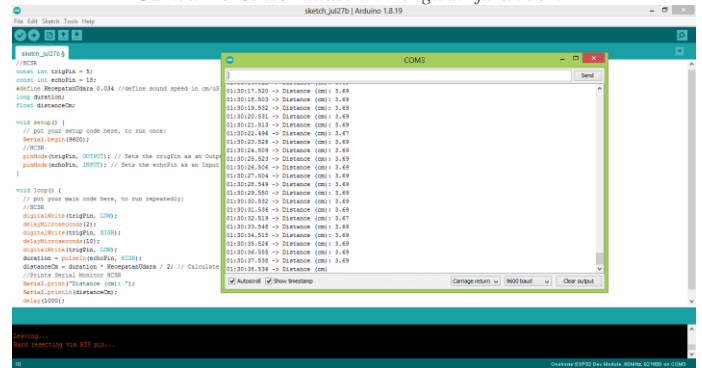 sketch_jul27b | Arduino 1.8.19
File Edit Sketch Tools Help
sketch_jul27b §
//HCSR
const int trigPin = 5;
const int echoPin = 18;
#define KecepatanUdara 0.034 //define sound speed in cm/uS
long duration;
float distanceCm;
void setup() {
// put your setup code here, to run once:
Serial.begin(9600);
//HCSR
pinMode(trigPin, OUTPUT); // Sets the trigPin as an Outp
pinMode(echoPin, INPUT); // Sets the echoPin as an Input
}
void loop() {
// put your main code here, to run repeatedly:
//HCSR
digitalWrite(trigPin, LOW);
delayMicroseconds(2);
digitalWrite(trigPin, HIGH);
delayMicroseconds(10);
digitalWrite(trigPin, LOW);
duration = pulseIn(echoPin, HIGH);
distanceCm = duration * KecepatanUdara / 2; // Calculate
//Prints Serial Monitor HCSR
Serial.print("Distance (cm): ");
Serial.println(distanceCm);
delay(1000);
COM3
Send
01:30:17.520 -> Distance (cm): 3.69
01:30:18.503 -> Distance (cm): 3.69
01:30:19.532 -> Distance (cm): 3.69
01:30:20.531 -> Distance (cm): 3.69
01:30:21.513 -> Distance (cm): 3.69
01:30:22.496 -> Distance (cm): 3.67
01:30:23.526 -> Distance (cm): 3.69
01:30:24.509 -> Distance (cm): 3.69
01:30:25.523 -> Distance (cm): 3.69
01:30:26.506 -> Distance (cm): 3.69
01:30:27.504 -> Distance (cm): 3.69
01:30:28.549 -> Distance (cm): 3.69
01:30:29.550 -> Distance (cm): 3.69
01:30:30.532 -> Distance (cm): 3.69
01:30:31.536 -> Distance (cm): 3.69
01:30:32.519 -> Distance (cm): 3.67
01:30:33.548 -> Distance (cm): 3.69
01:30:34.518 -> Distance (cm): 3.69
01:30:35.526 -> Distance (cm): 3.69
01:30:36.555 -> Distance (cm): 3.69
01:30:37.538 -> Distance (cm): 3.69
01:30:38.536 -> Distance (cm)
Autoscroll Show timestamp Carriage return 9600 baud Clear output
Leaving...
Hard resetting via RTS pin...
Onehorse ESP32 Dev Module, 80MHz, 921600 on COM3